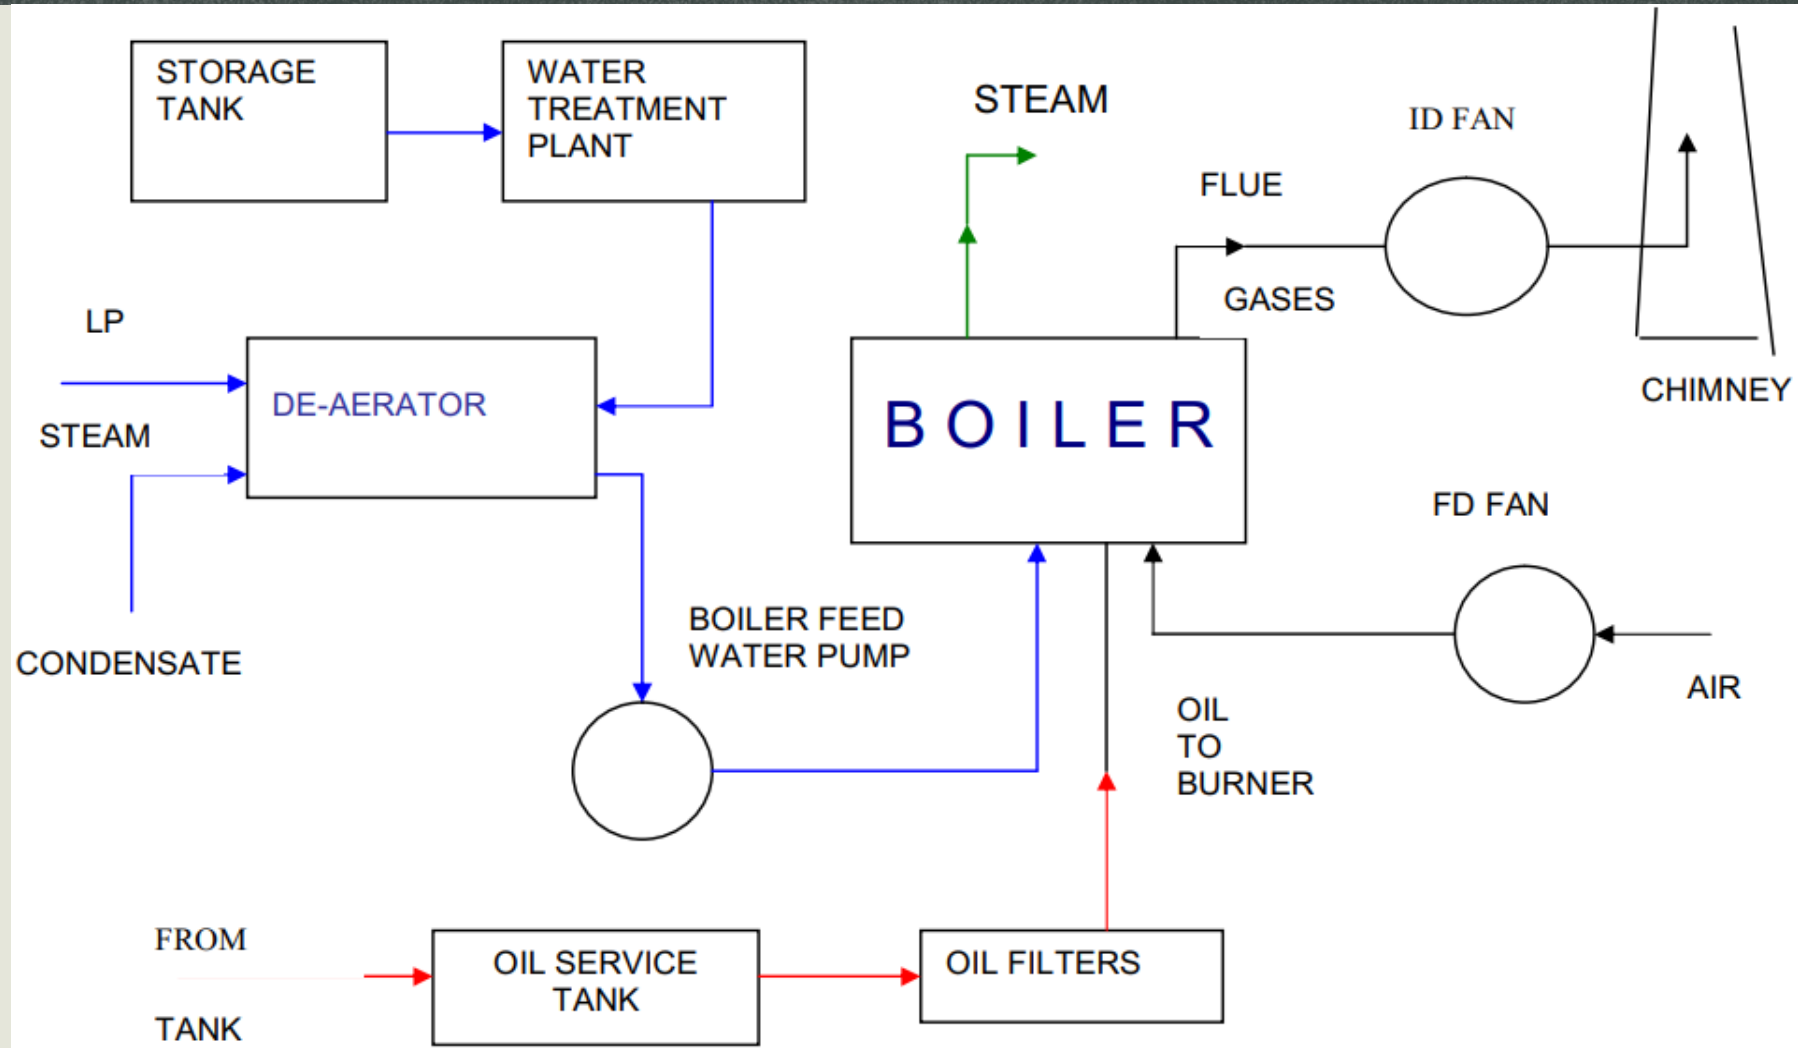 STORAGE
TANK
WATER
TREATMENT
PLANT
STEAM
ID FAN
FLUE
GASES
CHIMNEY
LP
STEAM
DE-AERATOR
CONDENSATE
BOILER
FD FAN
AIR
BOILER FEED
WATER PUMP
OIL
TO
BURNER
FROM
TANK
OIL SERVICE
TANK
OIL FILTERS